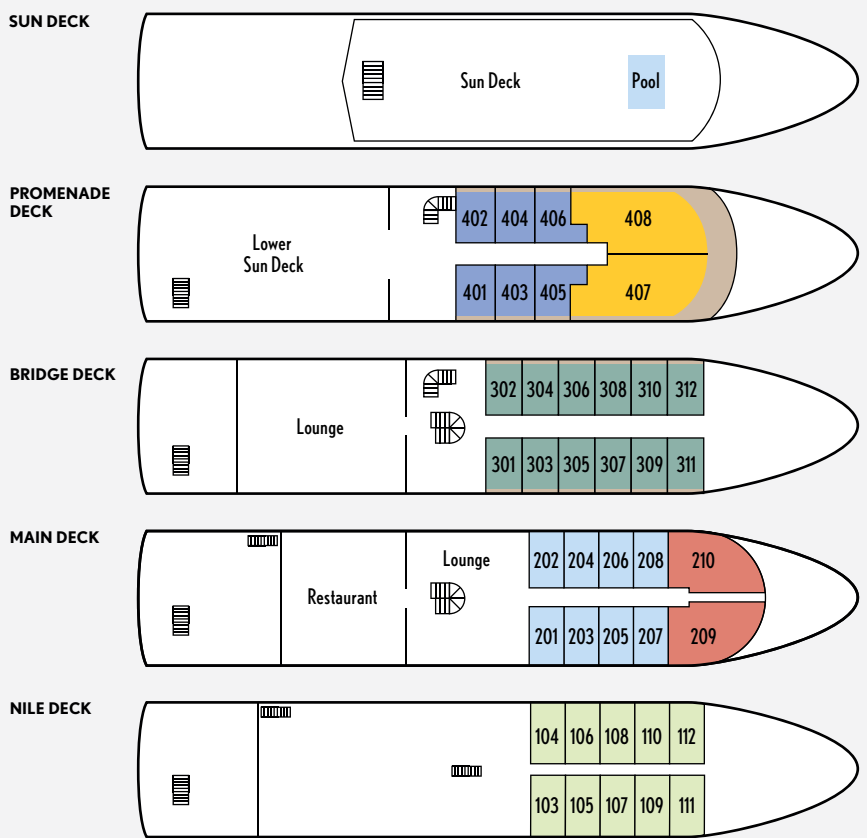 SUN DECK
Sun Deck
Pool
PROMENADE
DECK
Lower
Sun Deck
402 404 406 408
401 403 405 407
BRIDGE DECK
Lounge
302 304 306 308 310 312
301 303 305 307 309 311
MAIN DECK
Restaurant
Lounge
202 204 206 208 210
201 203 205 207 209
NILE DECK
104 106 108 110 112
103 105 107 109 111